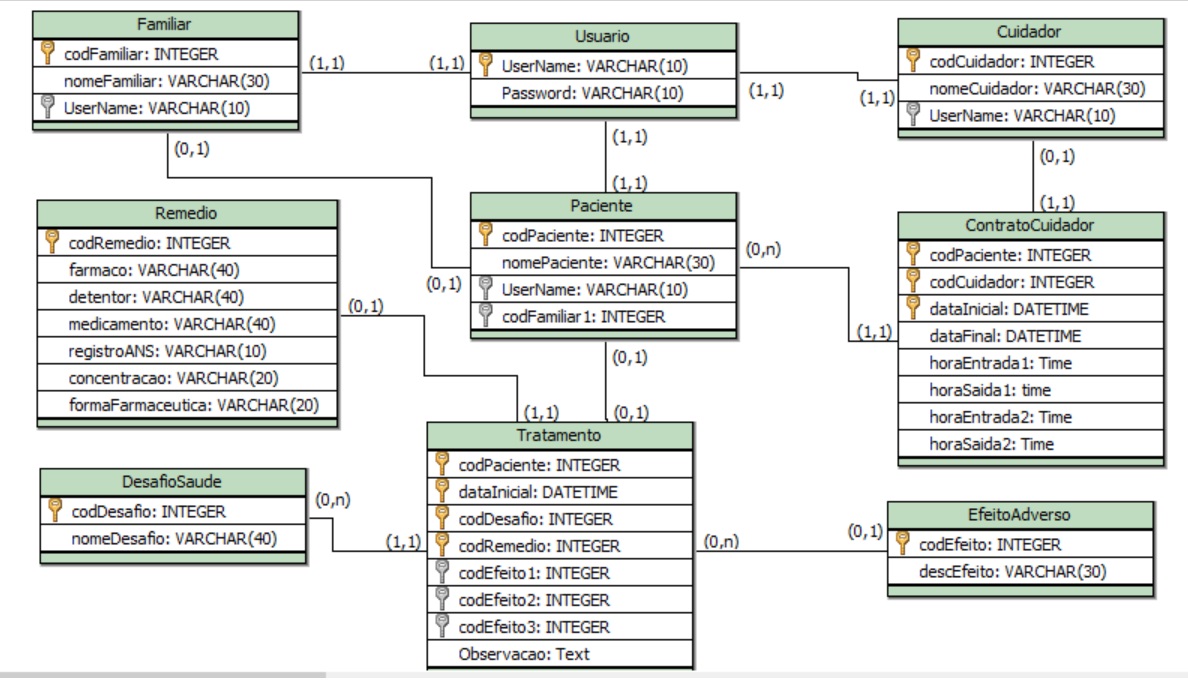 Familiar
codFamiliar: INTEGER
nomeFamiliar: VARCHAR(30)
UserName: VARCHAR(10)
(1,1)
(1,1)
Usuario
UserName: VARCHAR(10)
Password: VARCHAR(10)
(1,1)
(1,1)
Cuidador
codCuidador: INTEGER
nomeCuidador: VARCHAR(30)
UserName: VARCHAR(10)
(0,1)
(1,1)
(0,1)
(1,1)
(1,1)
Remedio
codRemedio: INTEGER
farmaco: VARCHAR(40)
detentor: VARCHAR(40)
medicamento: VARCHAR(40)
registroANS: VARCHAR(10)
concentracao: VARCHAR(20)
formaFarmaceutica: VARCHAR(20)
(0,1)
(0,1)
Paciente
codPaciente: INTEGER
nomePaciente: VARCHAR(30)
UserName: VARCHAR(10)
codFamiliar1: INTEGER
(0,n)
(1,1)
ContratoCuidador
codPaciente: INTEGER
codCuidador: INTEGER
dataInicial: DATETIME
dataFinal: DATETIME
horaEntrada1: Time
horaSaida1: time
horaEntrada2: Time
horaSaida2: Time
(0,1)
(1,1)
(0,1)
DesafioSaude
codDesafio: INTEGER
nomeDesafio: VARCHAR(40)
(0,n)
(1,1)
Tratamento
codPaciente: INTEGER
dataInicial: DATETIME
codDesafio: INTEGER
codRemedio: INTEGER
codEfeito1: INTEGER
codEfeito2: INTEGER
codEfeito3: INTEGER
Observacao: Text
(0,n)
(0,1)
EfeitoAdverso
codEfeito: INTEGER
descEfeito: VARCHAR(30)